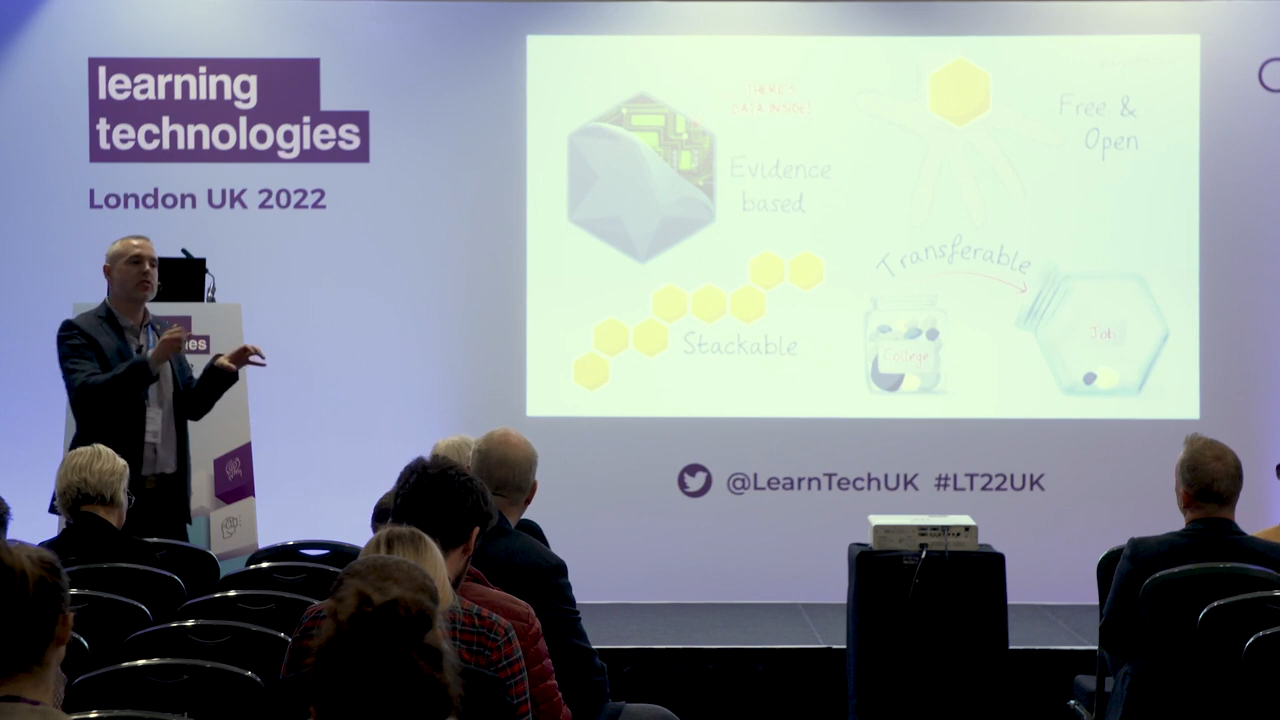 learning
technologies
London UK 2022
THERE'S
DATA INSIDE!
Evidence
based
Free &
Open
Transferable
Stackable
College
Job
@LearnTechUK #LT22UK